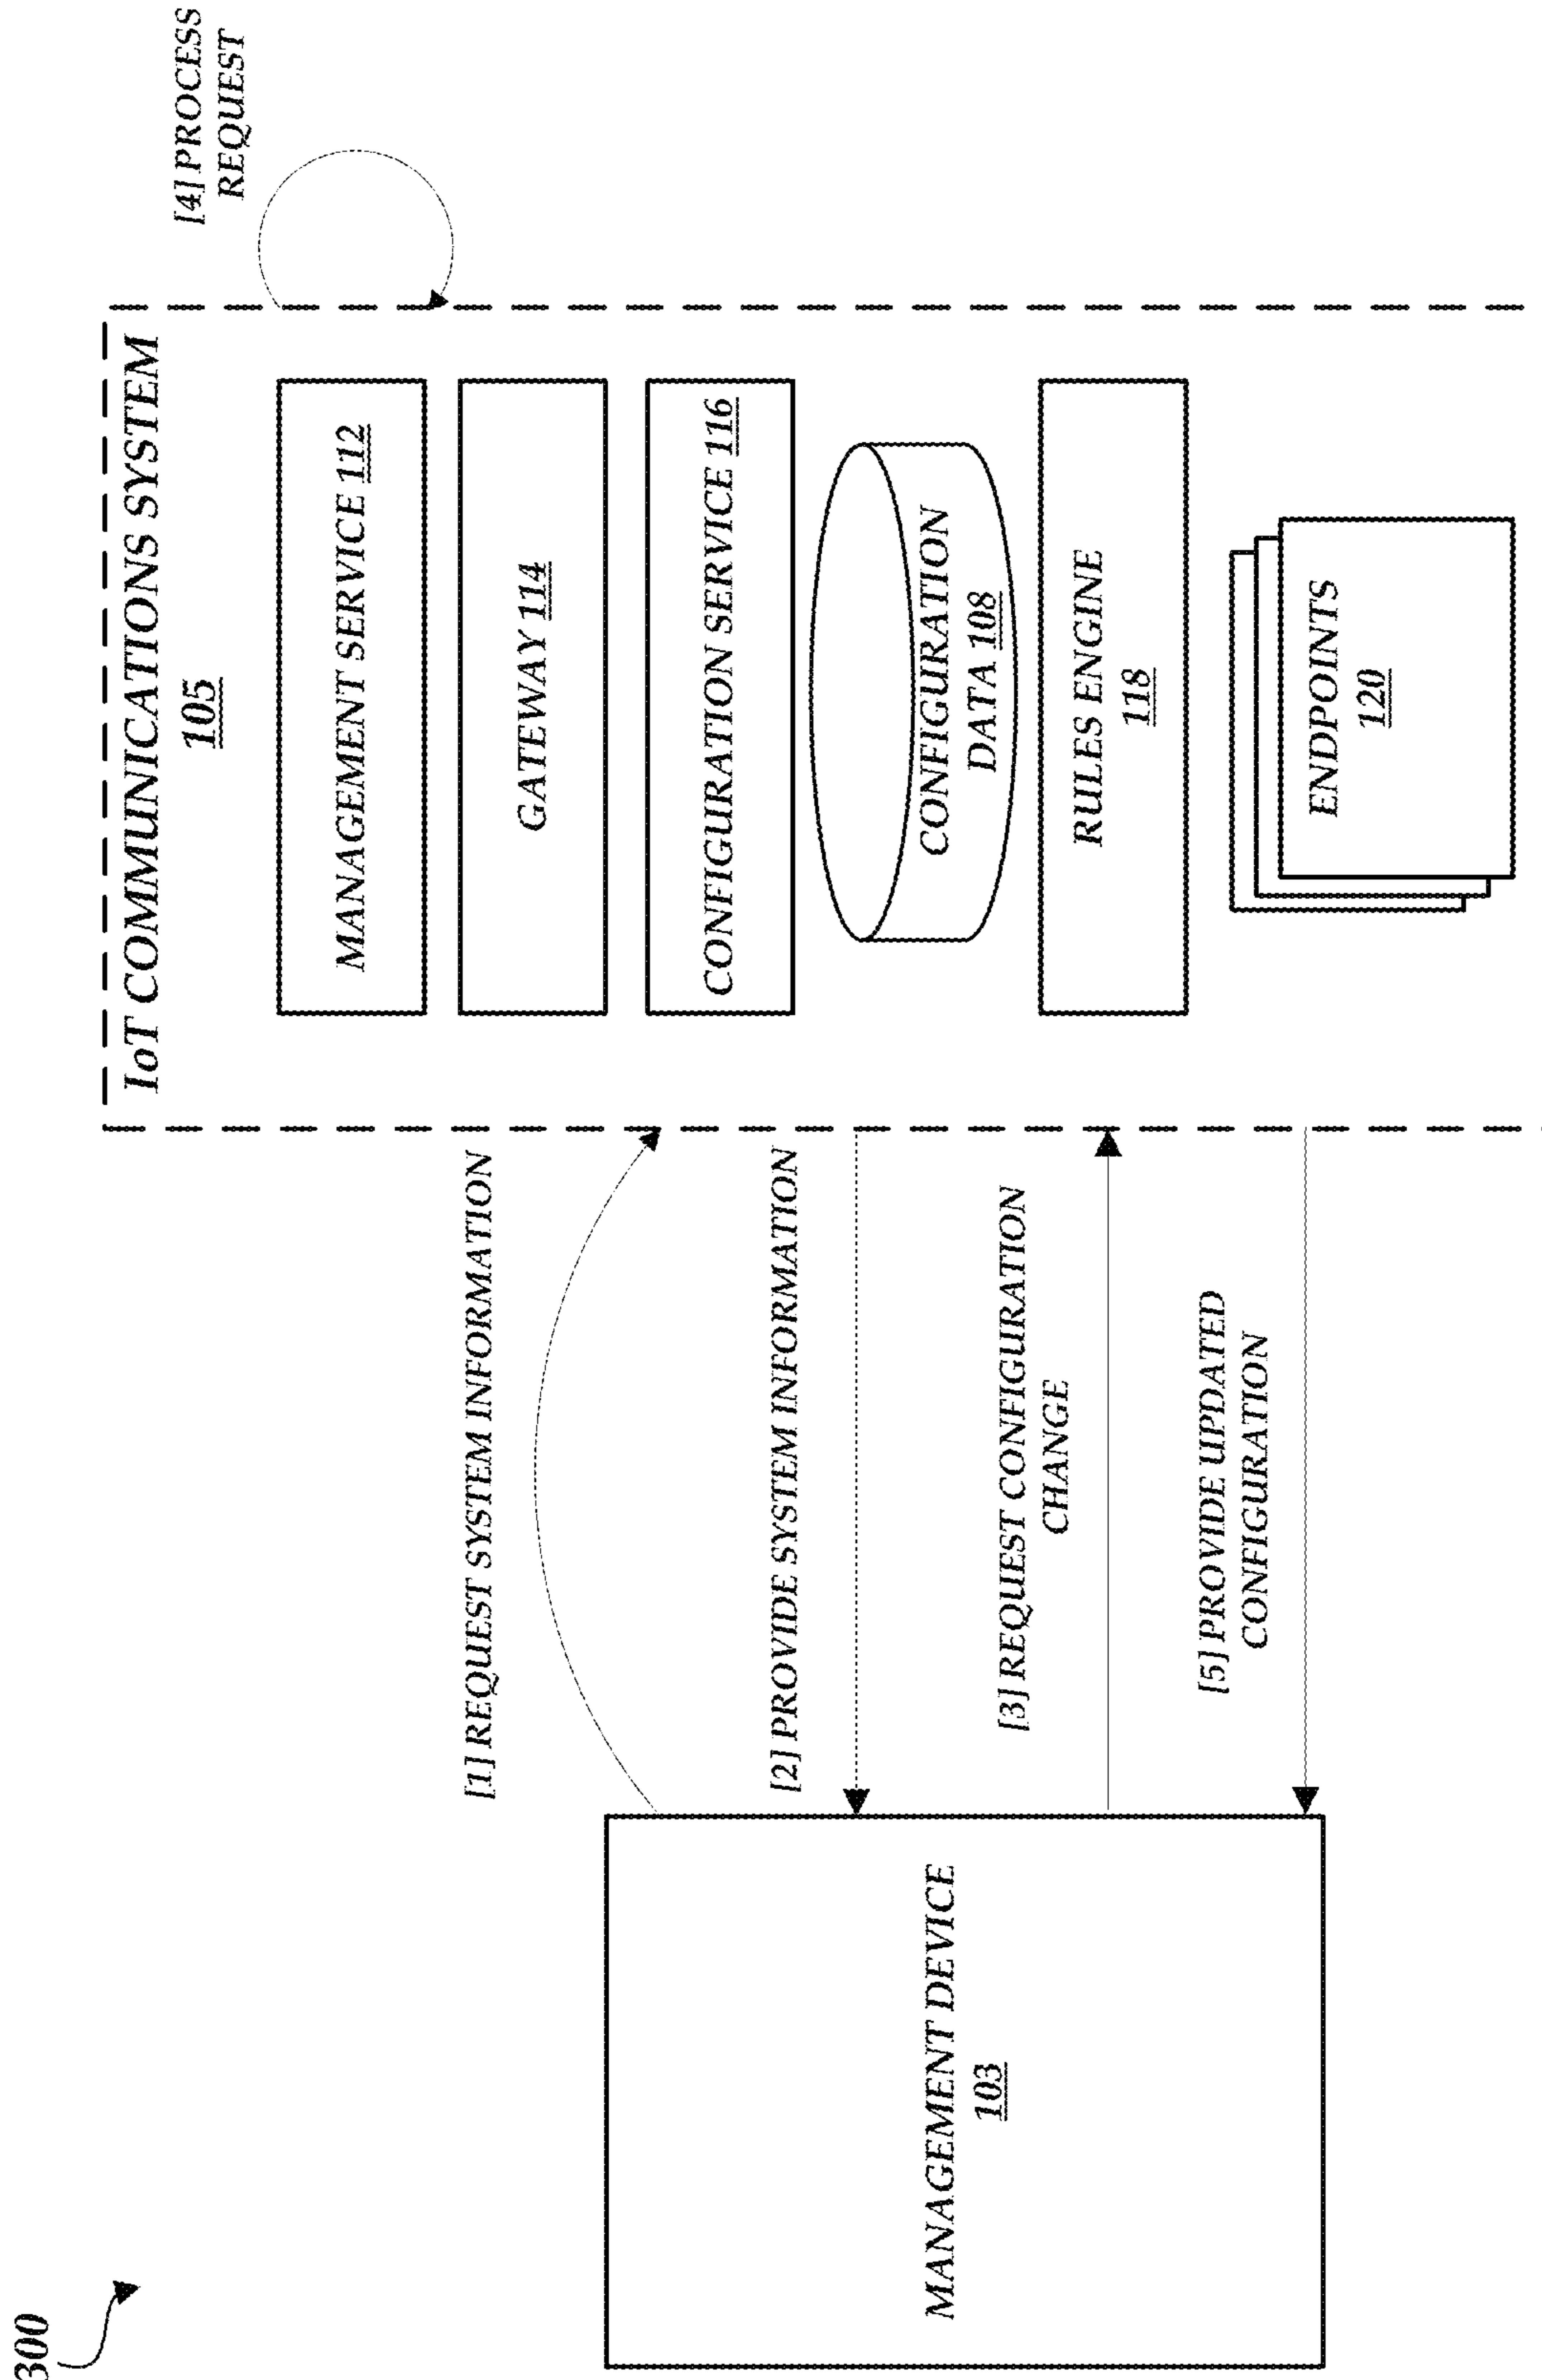 300
IoT COMMUNICATIONS SYSTEM
105
MANAGEMENT SERVICE 112
GATEWAY 114
CONFIGURATION SERVICE 116
CONFIGURATION
DATA 108
RULES ENGINE
118
ENDPOINTS
120
[4] PROCESS
REQUEST
[1] REQUEST SYSTEM INFORMATION
[2] PROVIDE SYSTEM INFORMATION
[3] REQUEST CONFIGURATION
CHANGE
[5] PROVIDE UPDATED
CONFIGURATION
MANAGEMENT DEVICE
103